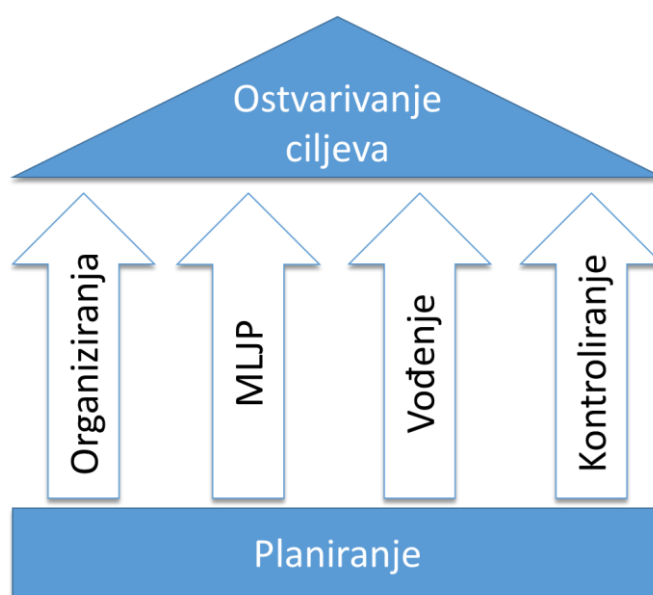 Ostvarivanje
ciljeva
Organiziranja
MLJP
Vođenje
Kontroliranje
Planiranje